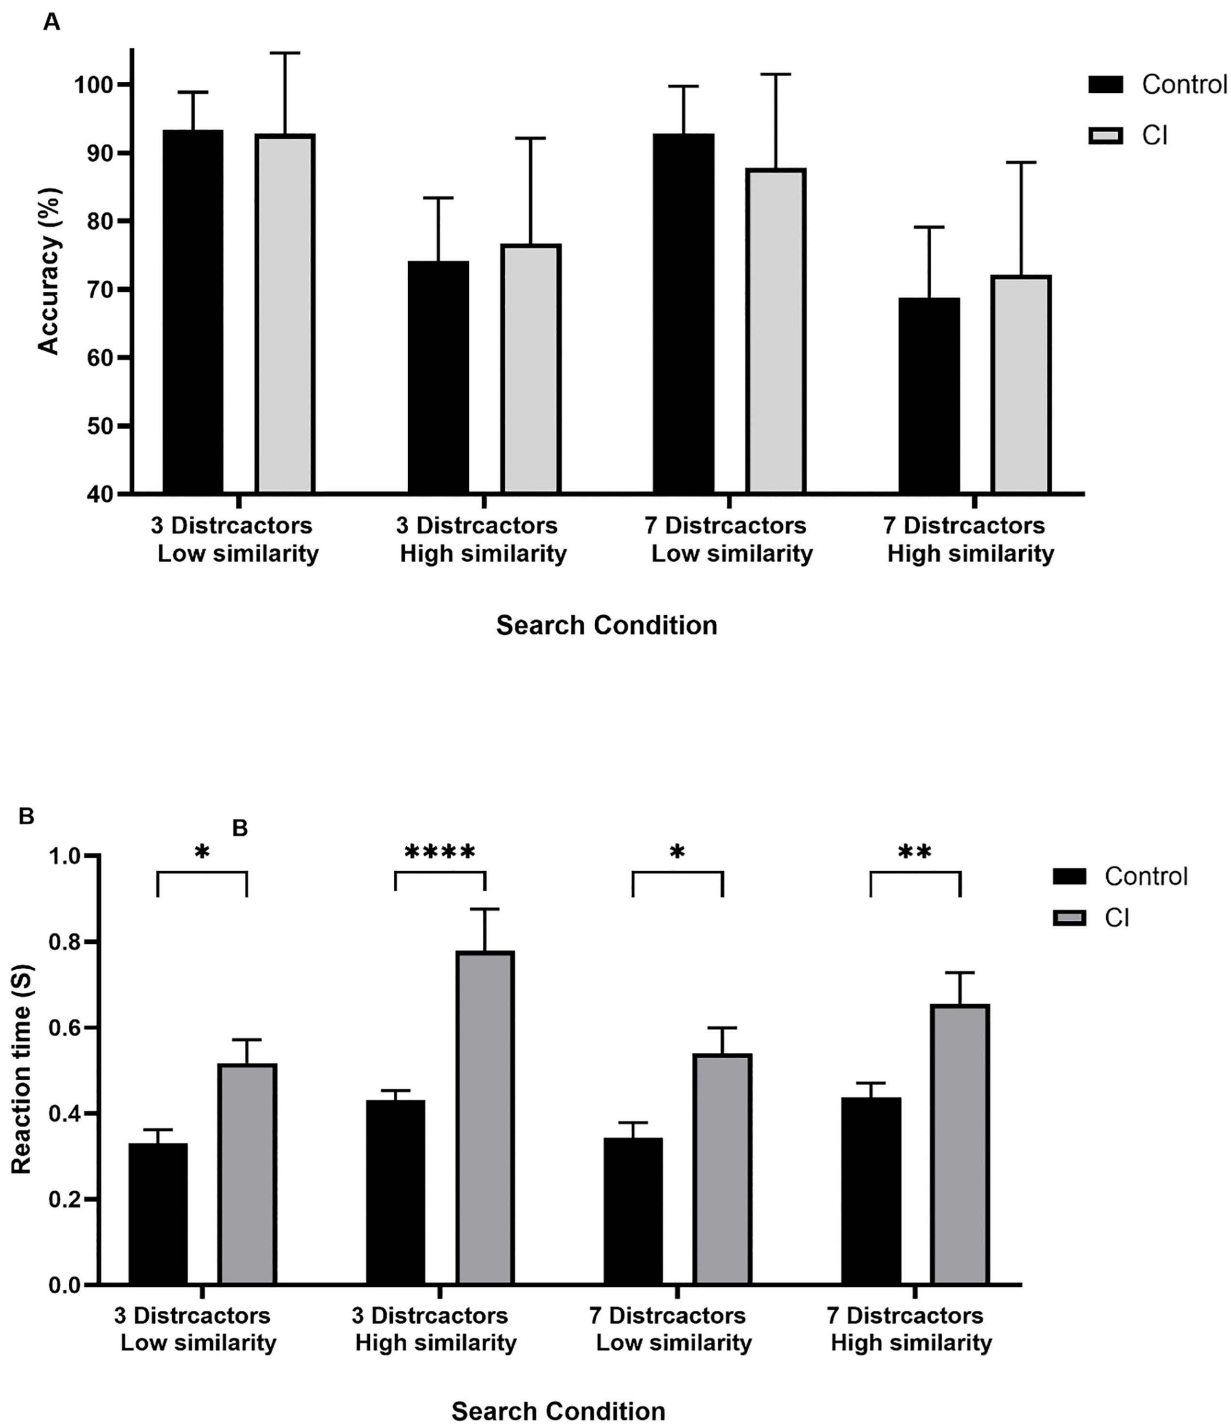 A
Control
CI
100
90
80
70
60
50
40
Accuracy (%)
3 Distrcactors
Low similarity
3 Distrcactors
High similarity
7 Distrcactors
Low similarity
7 Distrcactors
High similarity
Search Condition
B
B
*
****
*
**
Control
CI
1.0
0.8
0.6
0.4
0.2
0.0
Reaction time (S)
3 Distrcactors
Low similarity
3 Distrcactors
High similarity
7 Distrcactors
Low similarity
7 Distrcactors
High similarity
Search Condition